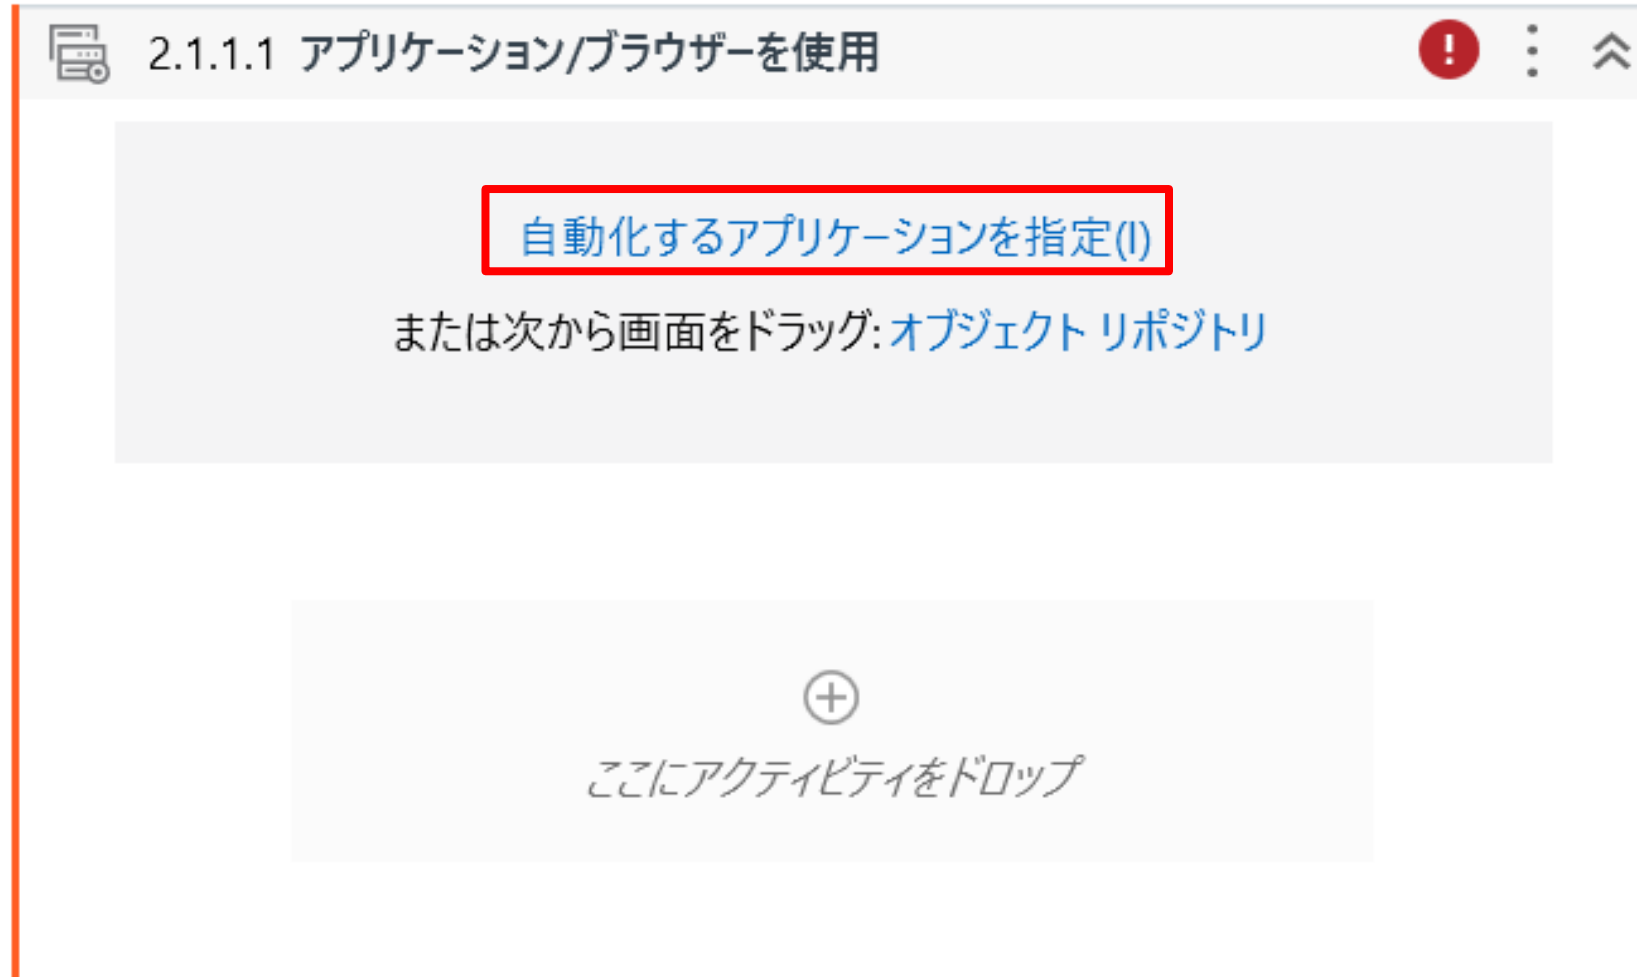 2.1.1.1 アプリケーション/ブラウザーを使用
自動化するアプリケーションを指定(I)
または次から画面をドラッグ: オブジェクト リポジトリ
ここにアクティビティをドロップ